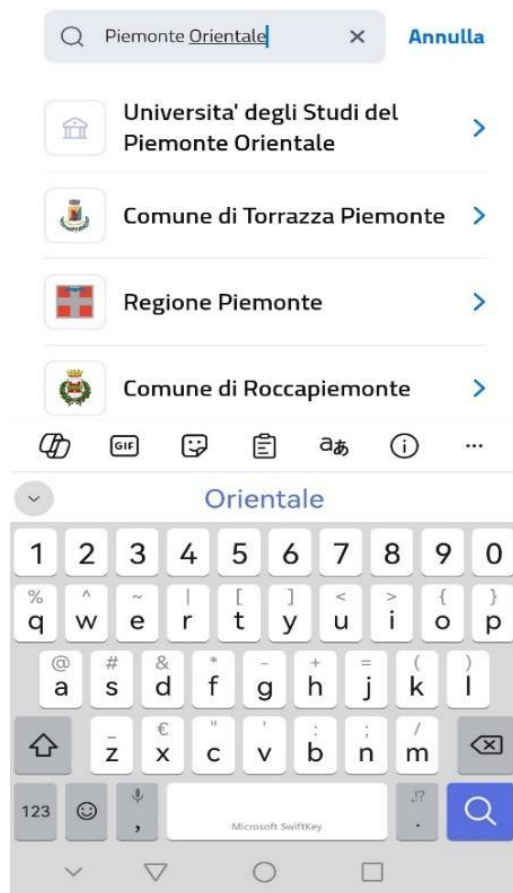 Piemonte Orientale × Annulla
Universita' degli Studi del
Piemonte Orientale
Comune di Torrazza Piemonte
Regione Piemonte
Comune di Roccapiemonte
GIF aあ i ...
Orientale
1 2 3 4 5 6 7 8 9 0
% ^ ~ | [ ] < > { }
q w e r t y u i o p
@ # & * - + = ( )
a s d f g h j k l
_ € " ' : ; /
z x c v b n m
123 , Microsoft SwiftKey ,!? .